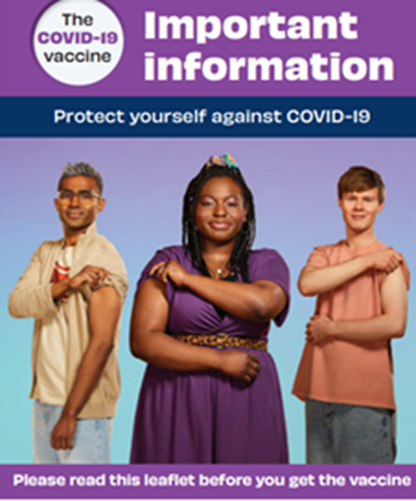 The
COVID-19
vaccine
Important
information
Protect yourself against COVID-19
Please read this leaflet before you get the vaccine